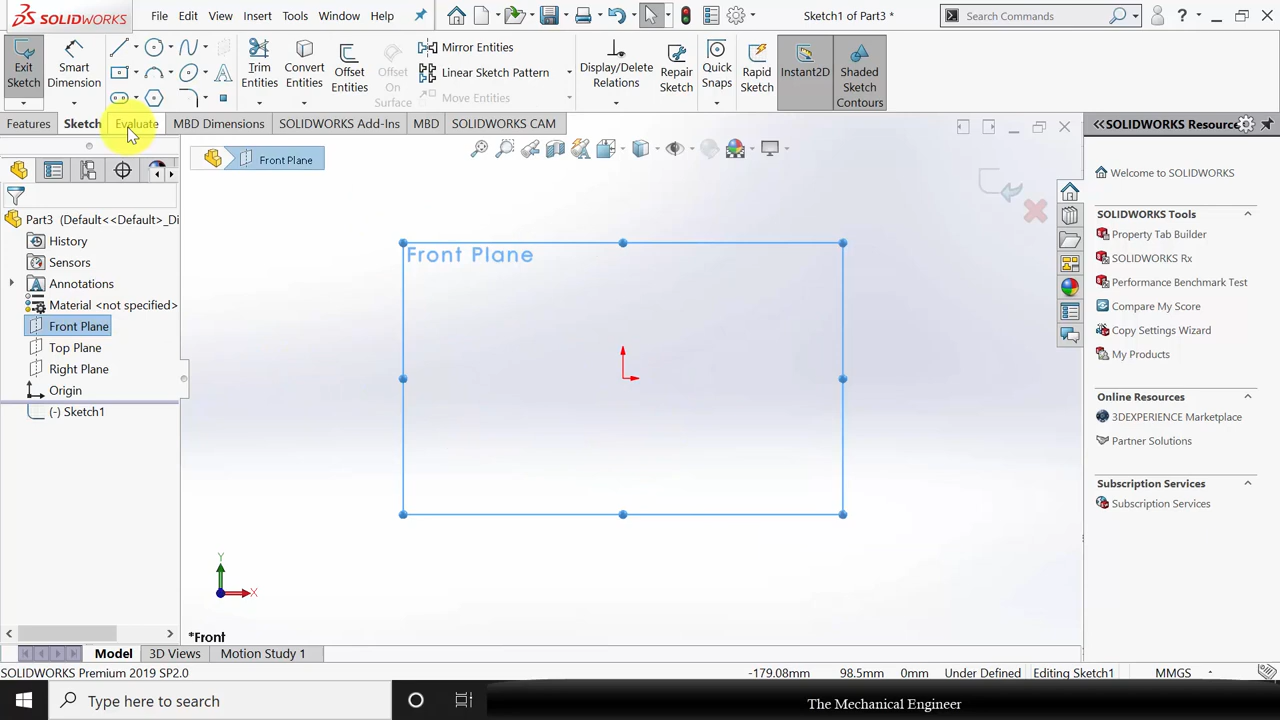 SOLIDWORKS File Edit View Insert Tools Window Help Sketch1 of Part3 * Search Commands ?
Exit Sketch
Smart Dimension
Trim Entities
Convert Entities
Offset Entities
Offset On Surface
Mirror Entities
Linear Sketch Pattern
Move Entities
Display/Delete Relations
Repair Sketch
Quick Snaps
Rapid Sketch
Instant2D
Shaded Sketch Contours
Features Sketch Evaluate MBD Dimensions SOLIDWORKS Add-Ins MBD SOLIDWORKS CAM
Part3 (Default<<Default>_Di
History
Sensors
Annotations
Material <not specified>
Front Plane
Top Plane
Right Plane
Origin
(-) Sketch1
Front Plane
Front Plane
Y
X
*Front
SOLIDWORKS Resource
Welcome to SOLIDWORKS
SOLIDWORKS Tools
Property Tab Builder
SOLIDWORKS Rx
Performance Benchmark Test
Compare My Score
Copy Settings Wizard
My Products
Online Resources
3DEXPERIENCE Marketplace
Partner Solutions
Subscription Services
Subscription Services
Model 3D Views Motion Study 1
SOLIDWORKS Premium 2019 SP2.0 -179.08mm 98.5mm 0mm Under Defined Editing Sketch1 MMGS
Type here to search
The Mechanical Engineer